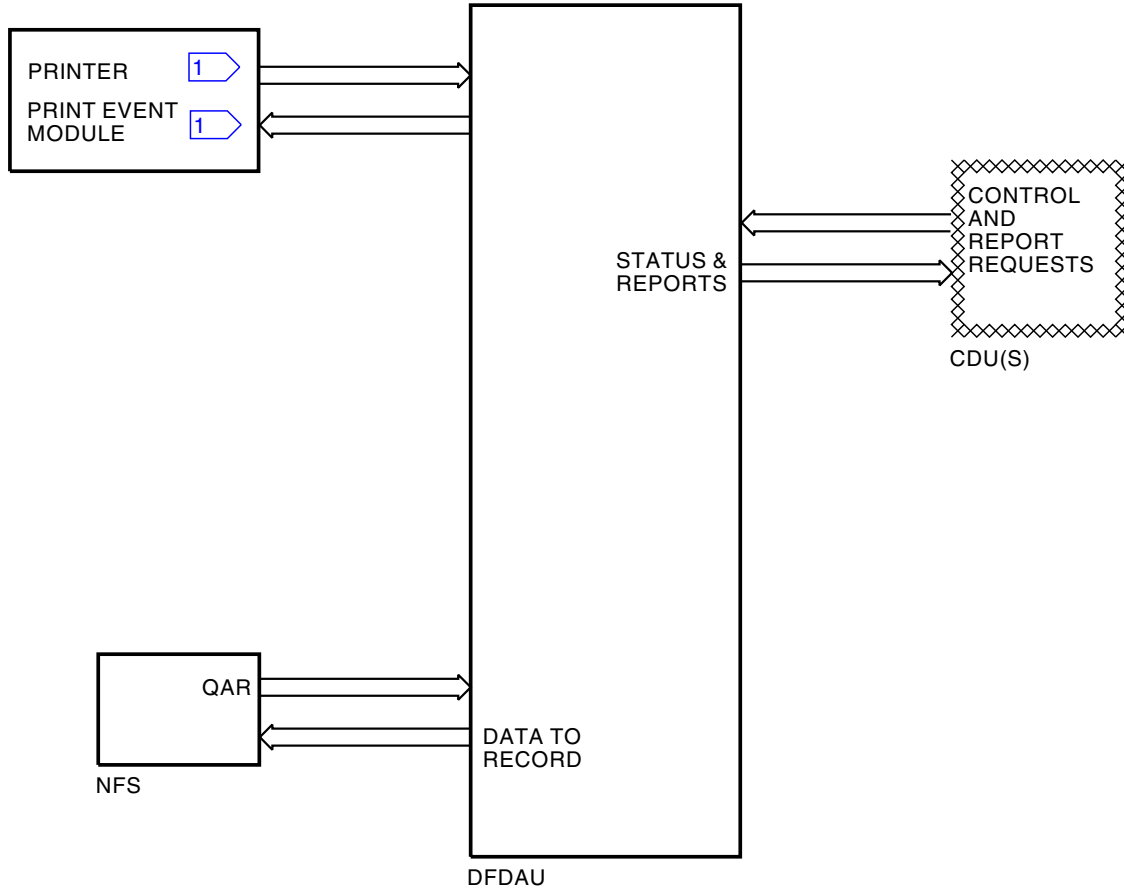 PRINTER 1
PRINT EVENT
MODULE 1
CONTROL
AND
REPORT
REQUESTS
STATUS &
REPORTS
CDU(S)
QAR
DATA TO
RECORD
NFS
DFDAU